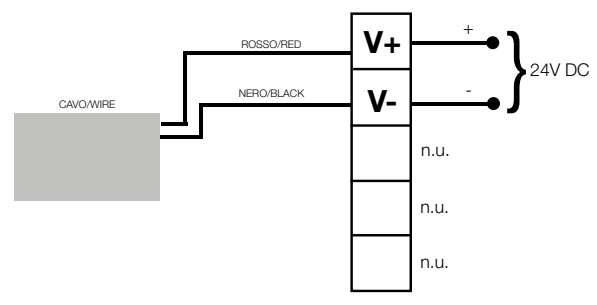 ROSSO/RED
V+
+
24V DC
NERO/BLACK
V-
-
CAVO/WIRE
n.u.
n.u.
n.u.